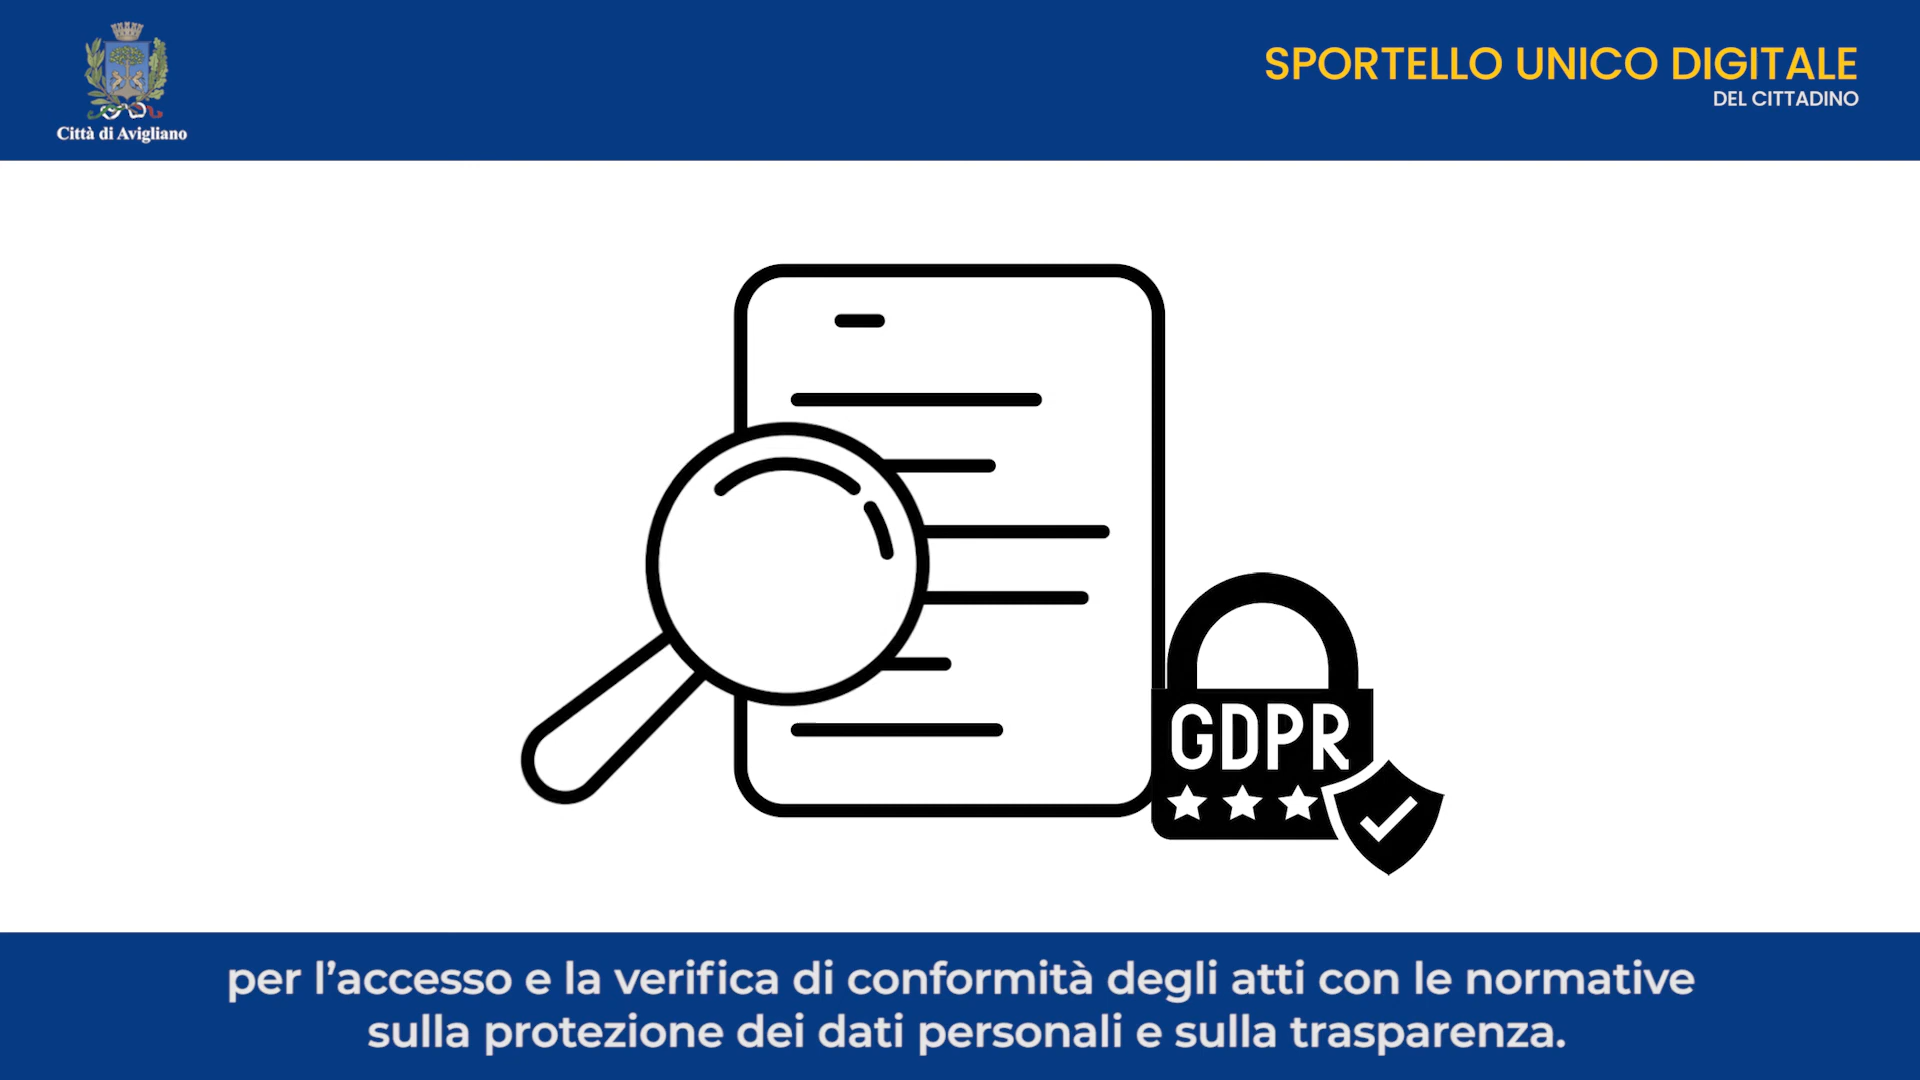 Città di Avigliano
SPORTELLO UNICO DIGITALE
DEL CITTADINO
GDPR
per l’accesso e la verifica di conformità degli atti con le normative
sulla protezione dei dati personali e sulla trasparenza.